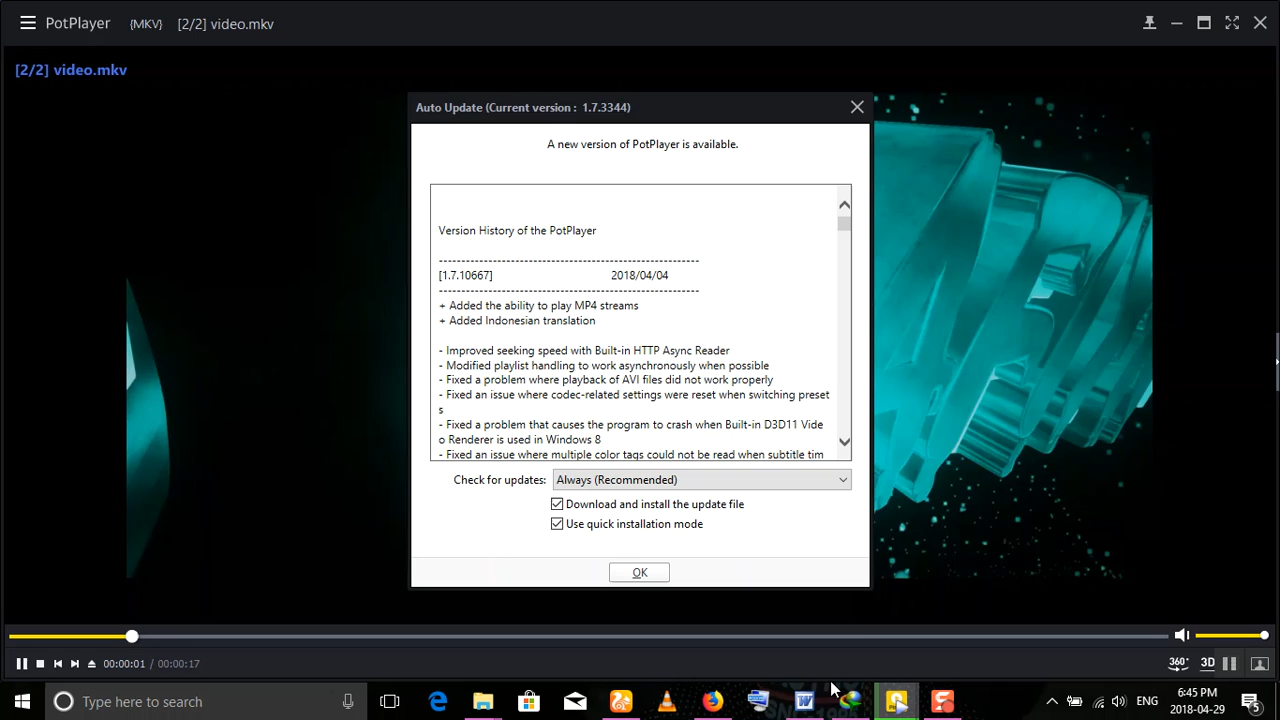 PotPlayer {MKV} [2/2] video.mkv
[2/2] video.mkv
Auto Update (Current version : 1.7.3344)
A new version of PotPlayer is available.
Version History of the PotPlayer
---------------------------------------------------------
[1.7.10667] 2018/04/04
---------------------------------------------------------
+ Added the ability to play MP4 streams
+ Added Indonesian translation
- Improved seeking speed with Built-in HTTP Async Reader
- Modified playlist handling to work asynchronously when possible
- Fixed a problem where playback of AVI files did not work properly
- Fixed an issue where codec-related settings were reset when switching preset
s
- Fixed a problem that causes the program to crash when Built-in D3D11 Vide
o Renderer is used in Windows 8
- Fixed an issue where multiple color tags could not be read when subtitle tim
Check for updates: Always (Recommended)
Download and install the update file
Use quick installation mode
OK
00:00:01 / 00:00:17 360° 3D
Type here to search ENG 6:45 PM
2018-04-29 5